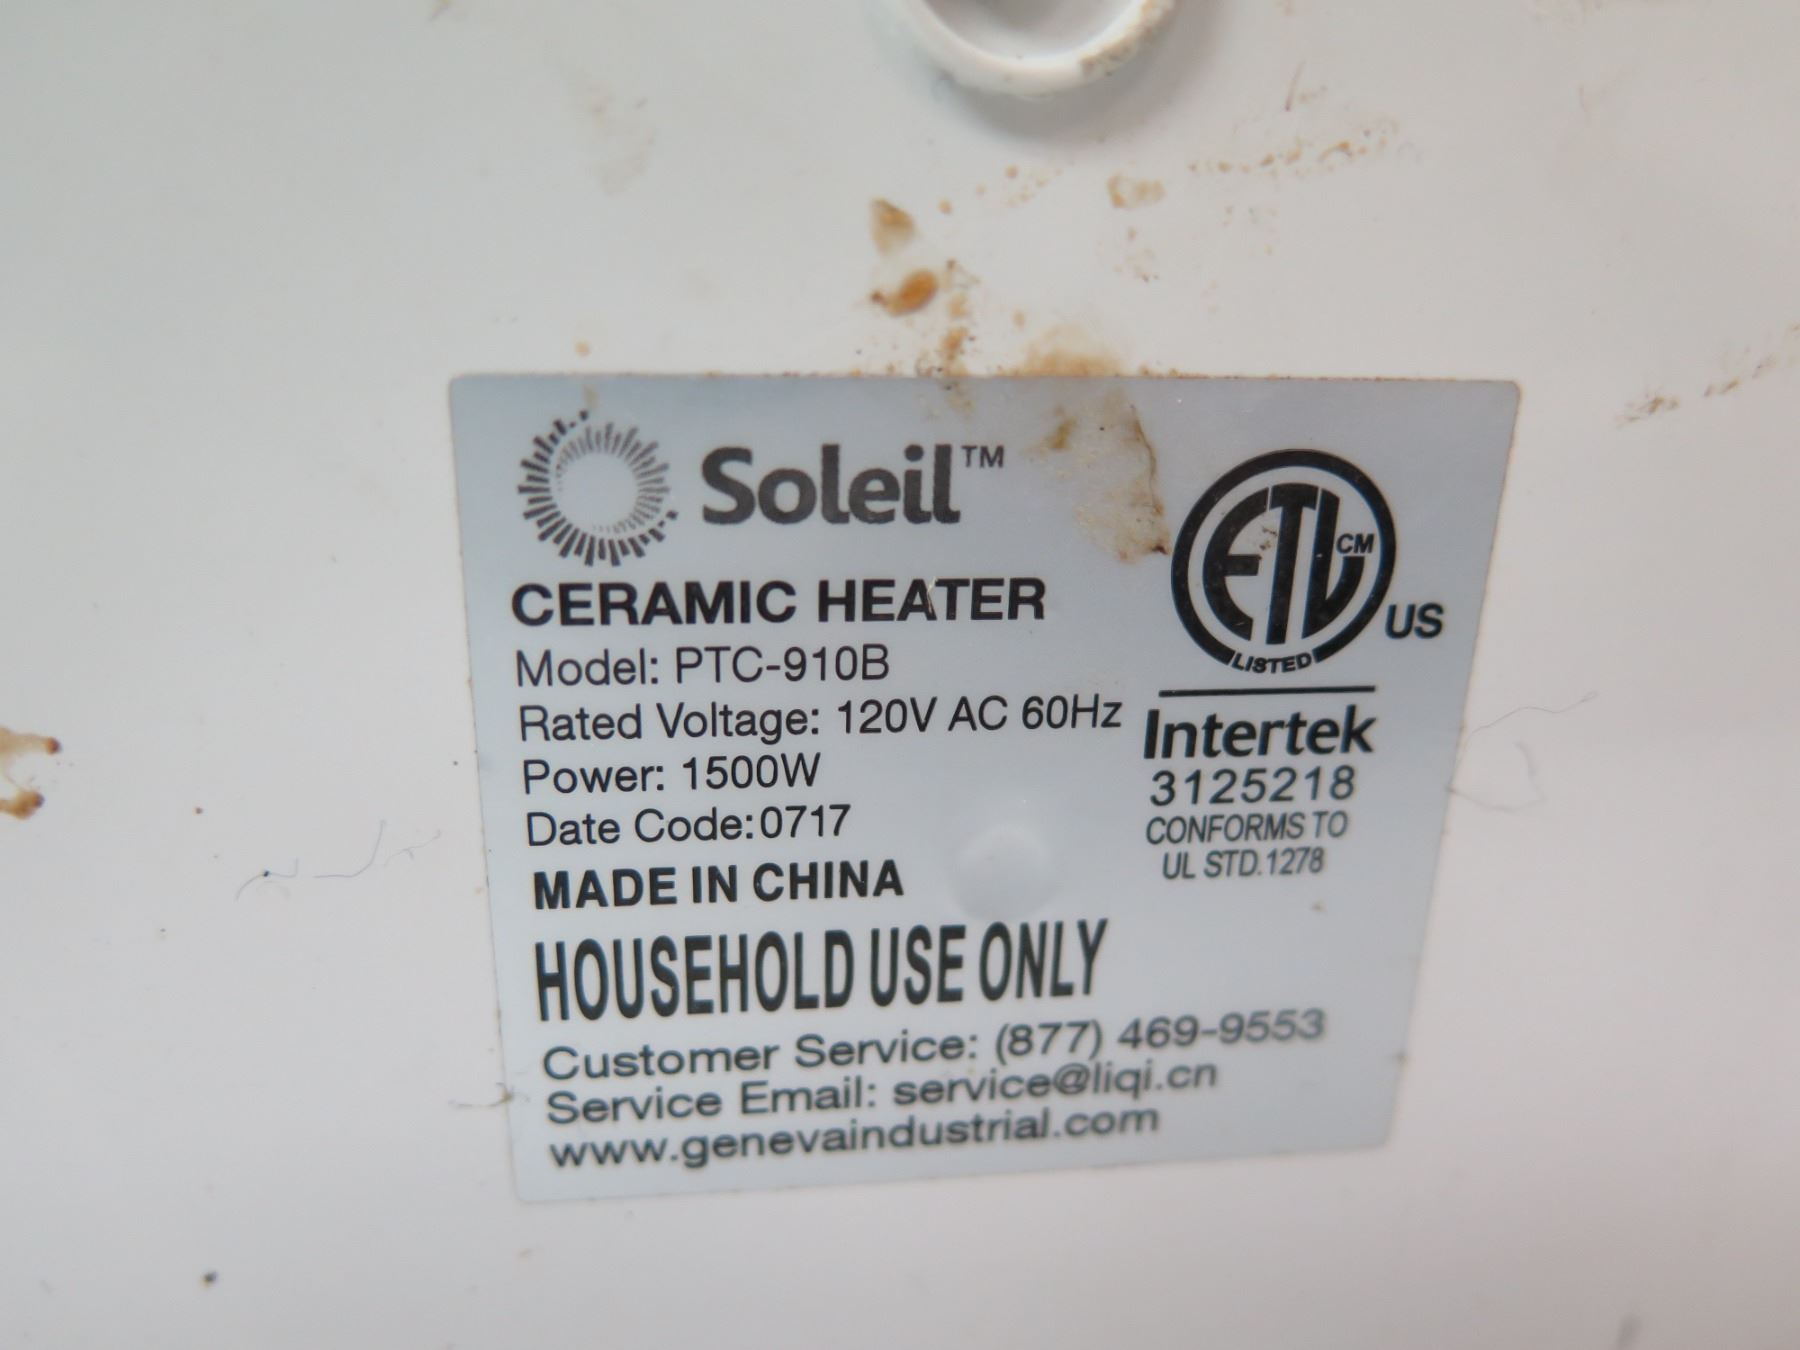 Soleil™
CERAMIC HEATER
Model: PTC-910B
Rated Voltage: 120V AC 60Hz
Power: 1500W
Date Code:0717
MADE IN CHINA
HOUSEHOLD USE ONLY
Customer Service: (877) 469-9553
Service Email: service@liqi.cn
www.genevaindustrial.com
ETL CM
US
LISTED
Intertek
3125218
CONFORMS TO
UL STD.1278